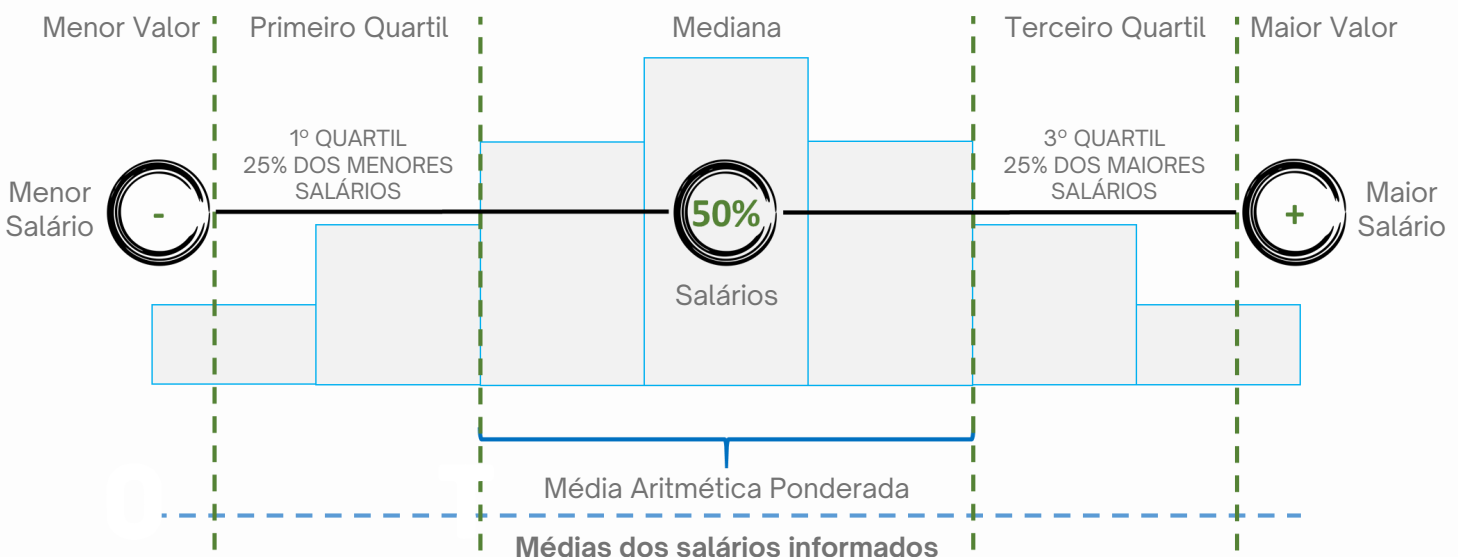 Menor Valor
Primeiro Quartil
Mediana
Terceiro Quartil
Maior Valor
1º QUARTIL
25% DOS MENORES
SALÁRIOS
3º QUARTIL
25% DOS MAIORES
SALÁRIOS
Menor
Salário
-
50%
+
Maior
Salário
Salários
Média Aritmética Ponderada
Médias dos salários informados